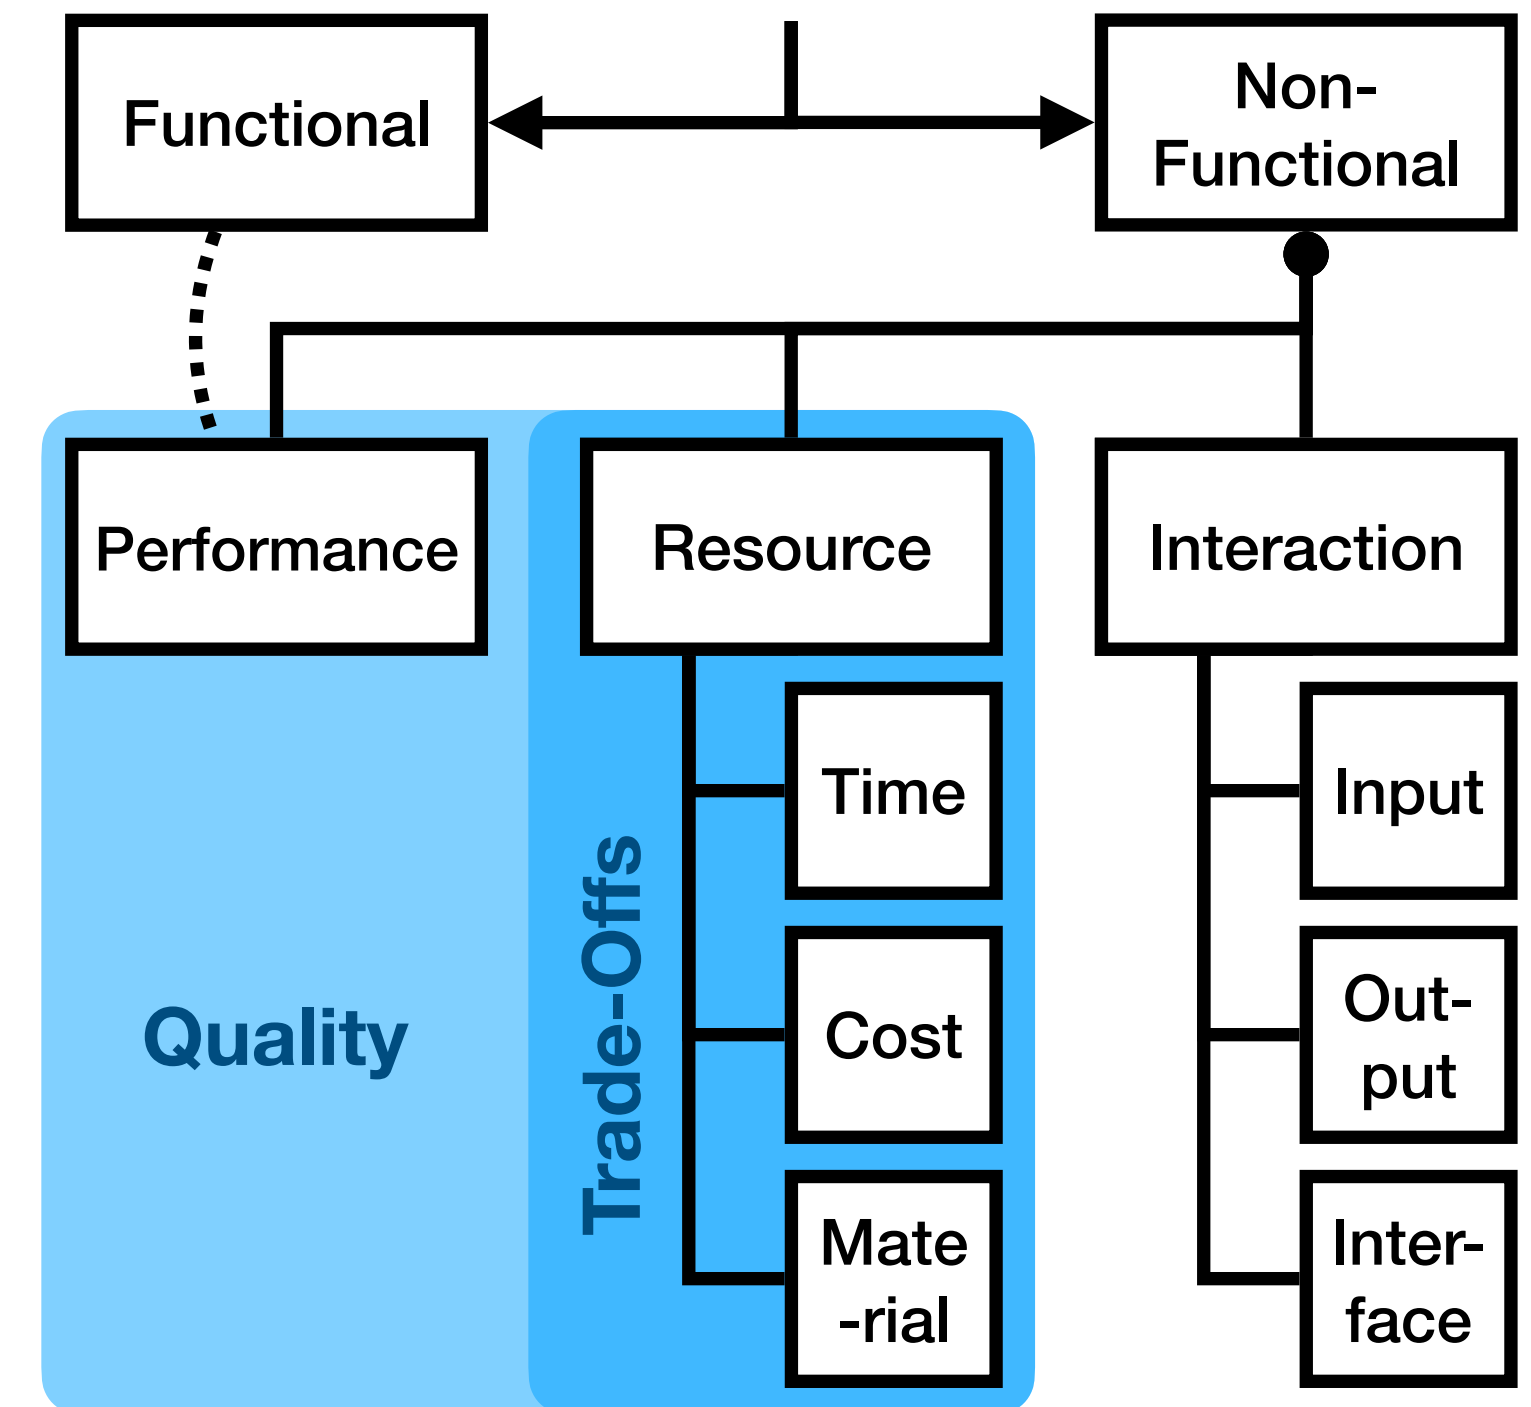 Functional
Non-
Functional
Performance
Resource
Interaction
Quality
Trade-Offs
Time
Cost
Mate
-rial
Input
Out-
put
Inter-
face